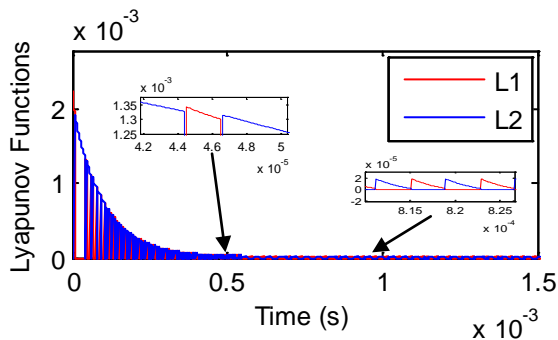 x 10-3
Lyapunov Functions
2
1
0
x 10-3
1.35
1.3
1.25
4.2 4.4 4.6 4.8 5
x 10-5
L1
L2
x 10-5
2
0
-2
8.15 8.2 8.25
x 10-4
0 0.5 1 1.5
Time (s)
x 10-3